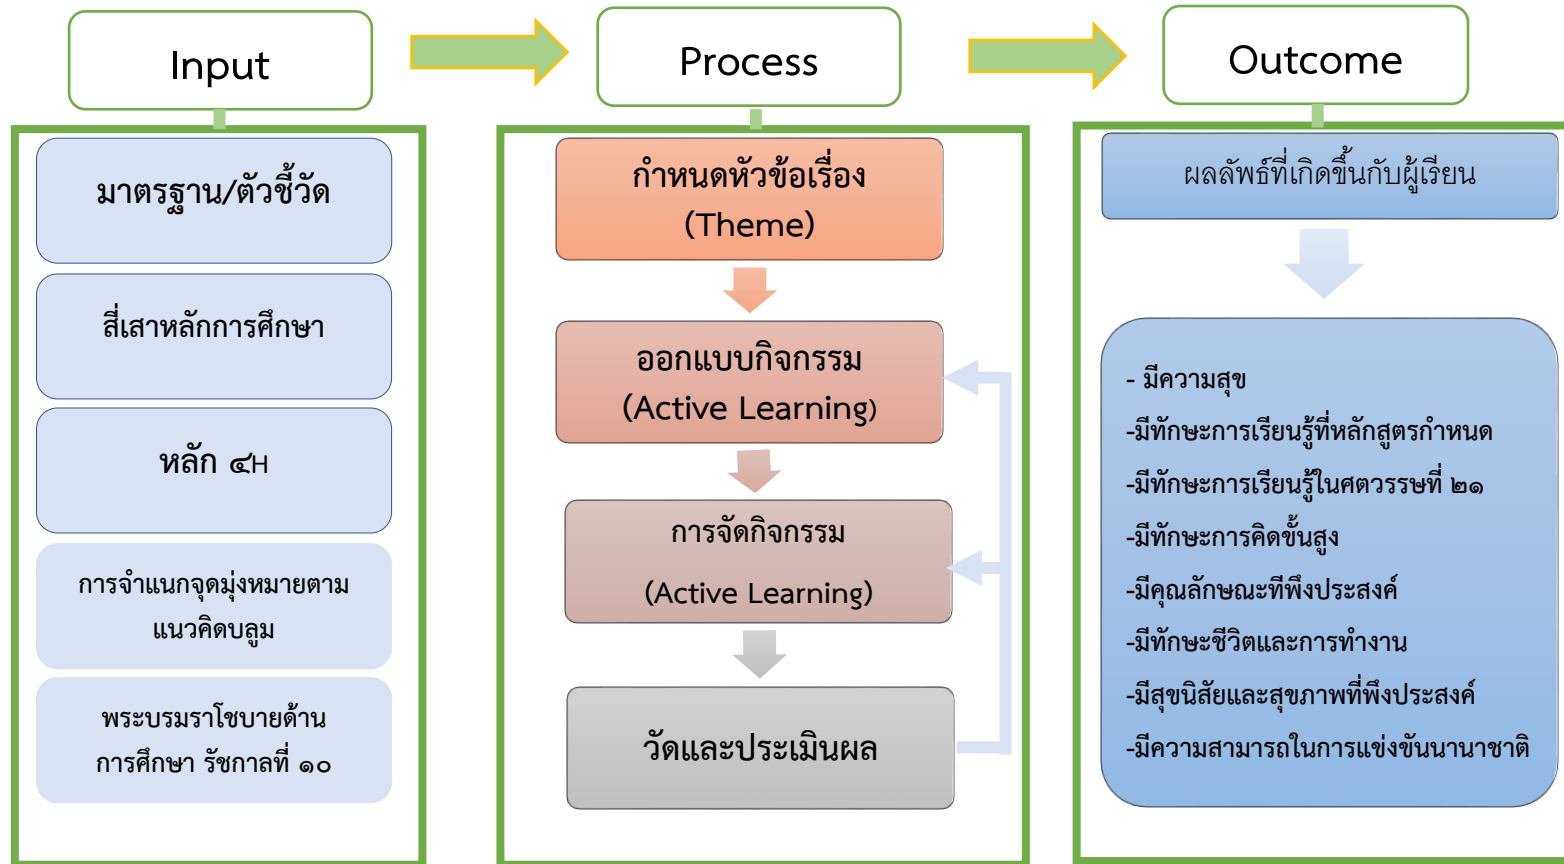 Input
Process
Outcome
มาตรฐาน/ตัวชี้วัด
สี่เสาหลักการศึกษา
หลัก ๔H
การจำแนกจุดมุ่งหมายตาม
แนวคิดบลูม
พระบรมราโชบายด้าน
การศึกษา รัชกาลที่ ๑๐
กำหนดหัวข้อเรื่อง
(Theme)
ออกแบบกิจกรรม
(Active Learning)
การจัดกิจกรรม
(Active Learning)
วัดและประเมินผล
ผลลัพธ์ที่เกิดขึ้นกับผู้เรียน
- มีความสุข
-มีทักษะการเรียนรู้ที่หลักสูตรกำหนด
-มีทักษะการเรียนรู้ในศตวรรษที่ ๒๑
-มีทักษะการคิดขั้นสูง
-มีคุณลักษณะทีพึงประสงค์
-มีทักษะชีวิตและการทำงาน
-มีสุขนิสัยและสุขภาพที่พึงประสงค์
-มีความสามารถในการแข่งขันนานาชาติ